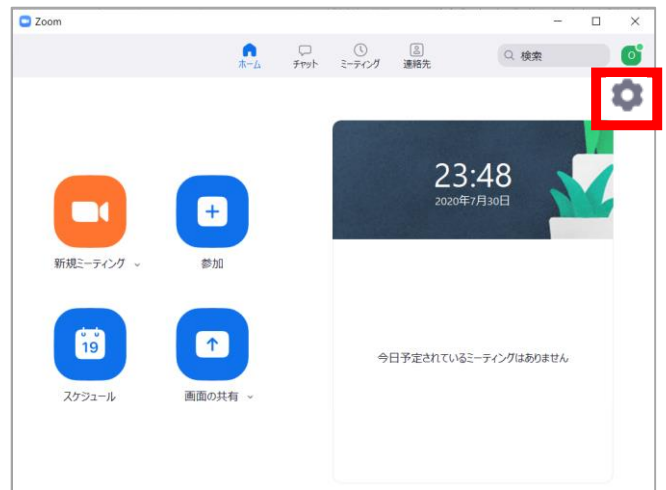 Zoom
ホーム
チャット
ミーティング
連絡先
検索
O
23:48
2020年7月30日
新規ミーティング
参加
19
スケジュール
画面の共有
今日予定されているミーティングはありません